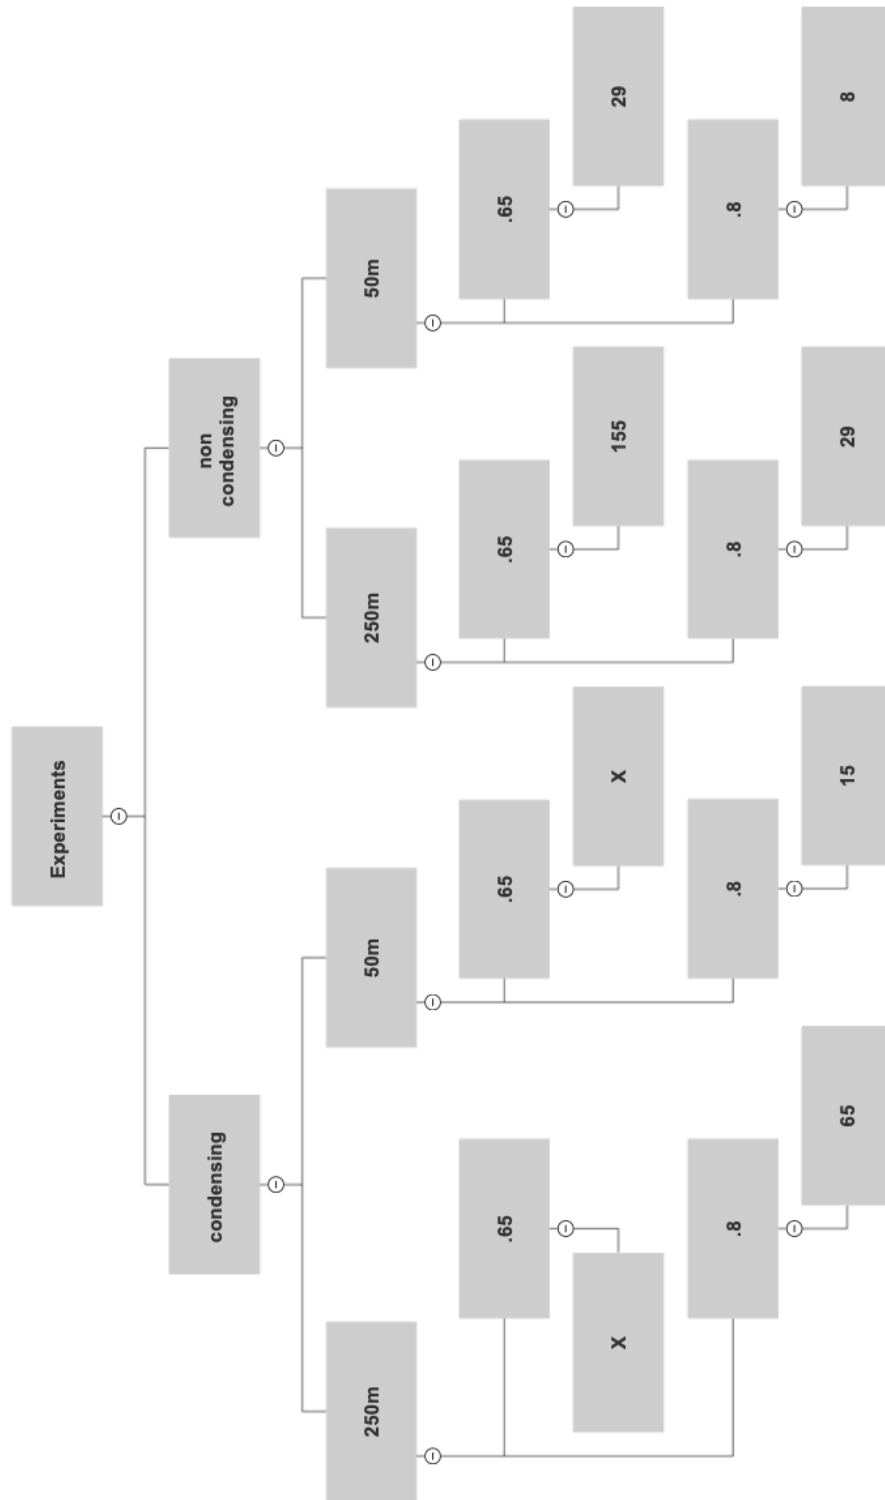 Experiments
condensing
non
condensing
250m
50m
250m
50m
.65
.65
.65
.65
X
X
155
29
.8
.8
.8
.8
65
15
29
8